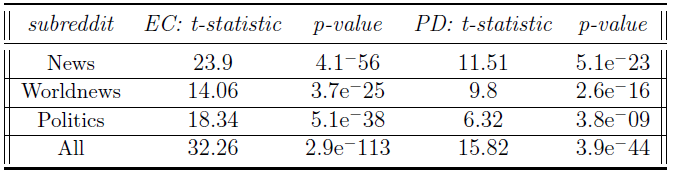 subreddit EC: t-statistic p-value PD: t-statistic p-value
News 23.9 4.1⁻56 11.51 5.1e⁻23
Worldnews 14.06 3.7e⁻25 9.8 2.6e⁻16
Politics 18.34 5.1e⁻38 6.32 3.8e⁻09
All 32.26 2.9e⁻113 15.82 3.9e⁻44